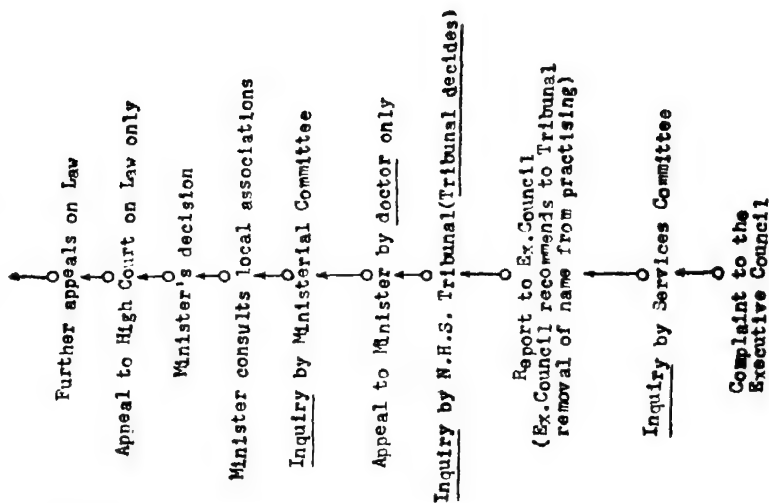 Further appeals on Law
Appeal to High Court on Law only
Minister's decision
Minister consults local associations
Inquiry by Ministerial Committee
Appeal to Minister by doctor only
Inquiry by N.H.S. Tribunal(Tribunal decides)
Report to Ex.Council
(Ex.Council recommends to Tribunal
removal of name from practising)
Inquiry by Services Committee
Complaint to the
Executive Council